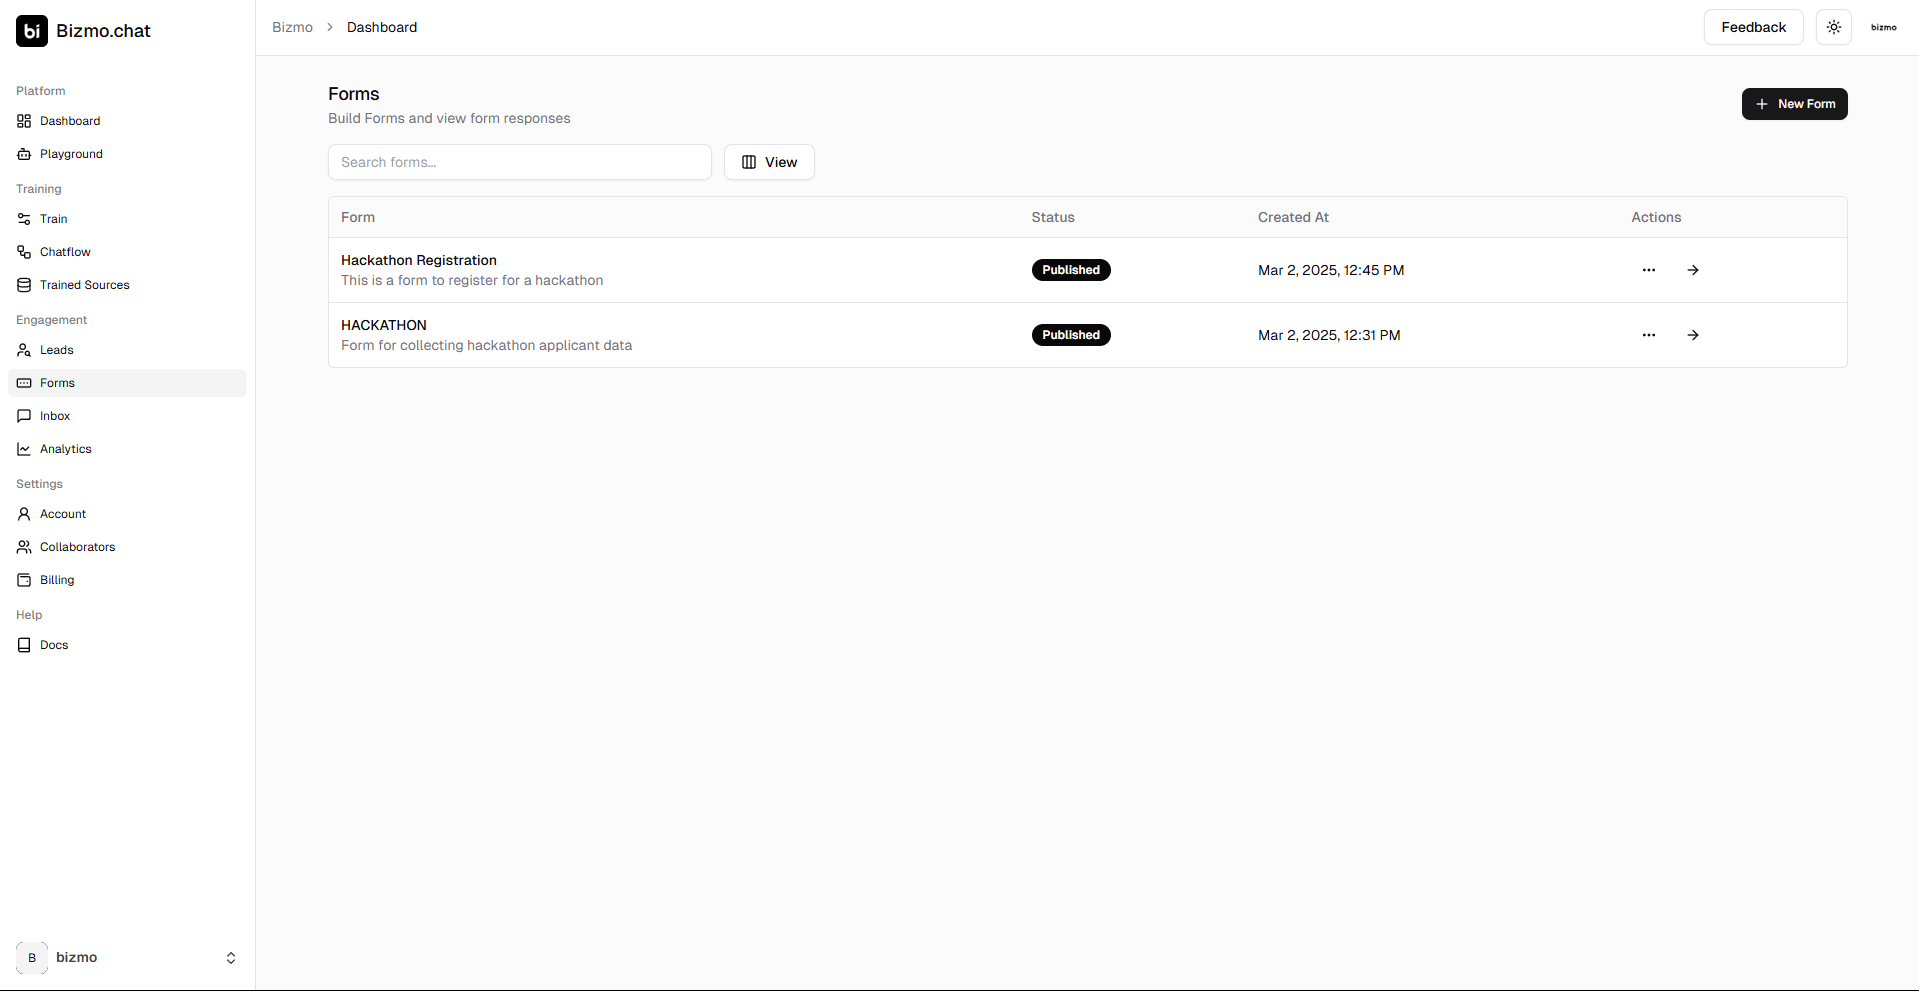 bi Bizmo.chat
Platform
Dashboard
Playground
Training
Train
Chatflow
Trained Sources
Engagement
Leads
Forms
Inbox
Analytics
Settings
Account
Collaborators
Billing
Help
Docs
B bizmo
Bizmo > Dashboard
Feedback
bizmo
Forms
Build Forms and view form responses
New Form
Search forms...
View
Form Status Created At Actions
Hackathon Registration
This is a form to register for a hackathon
Published
Mar 2, 2025, 12:45 PM
HACKATHON
Form for collecting hackathon applicant data
Published
Mar 2, 2025, 12:31 PM